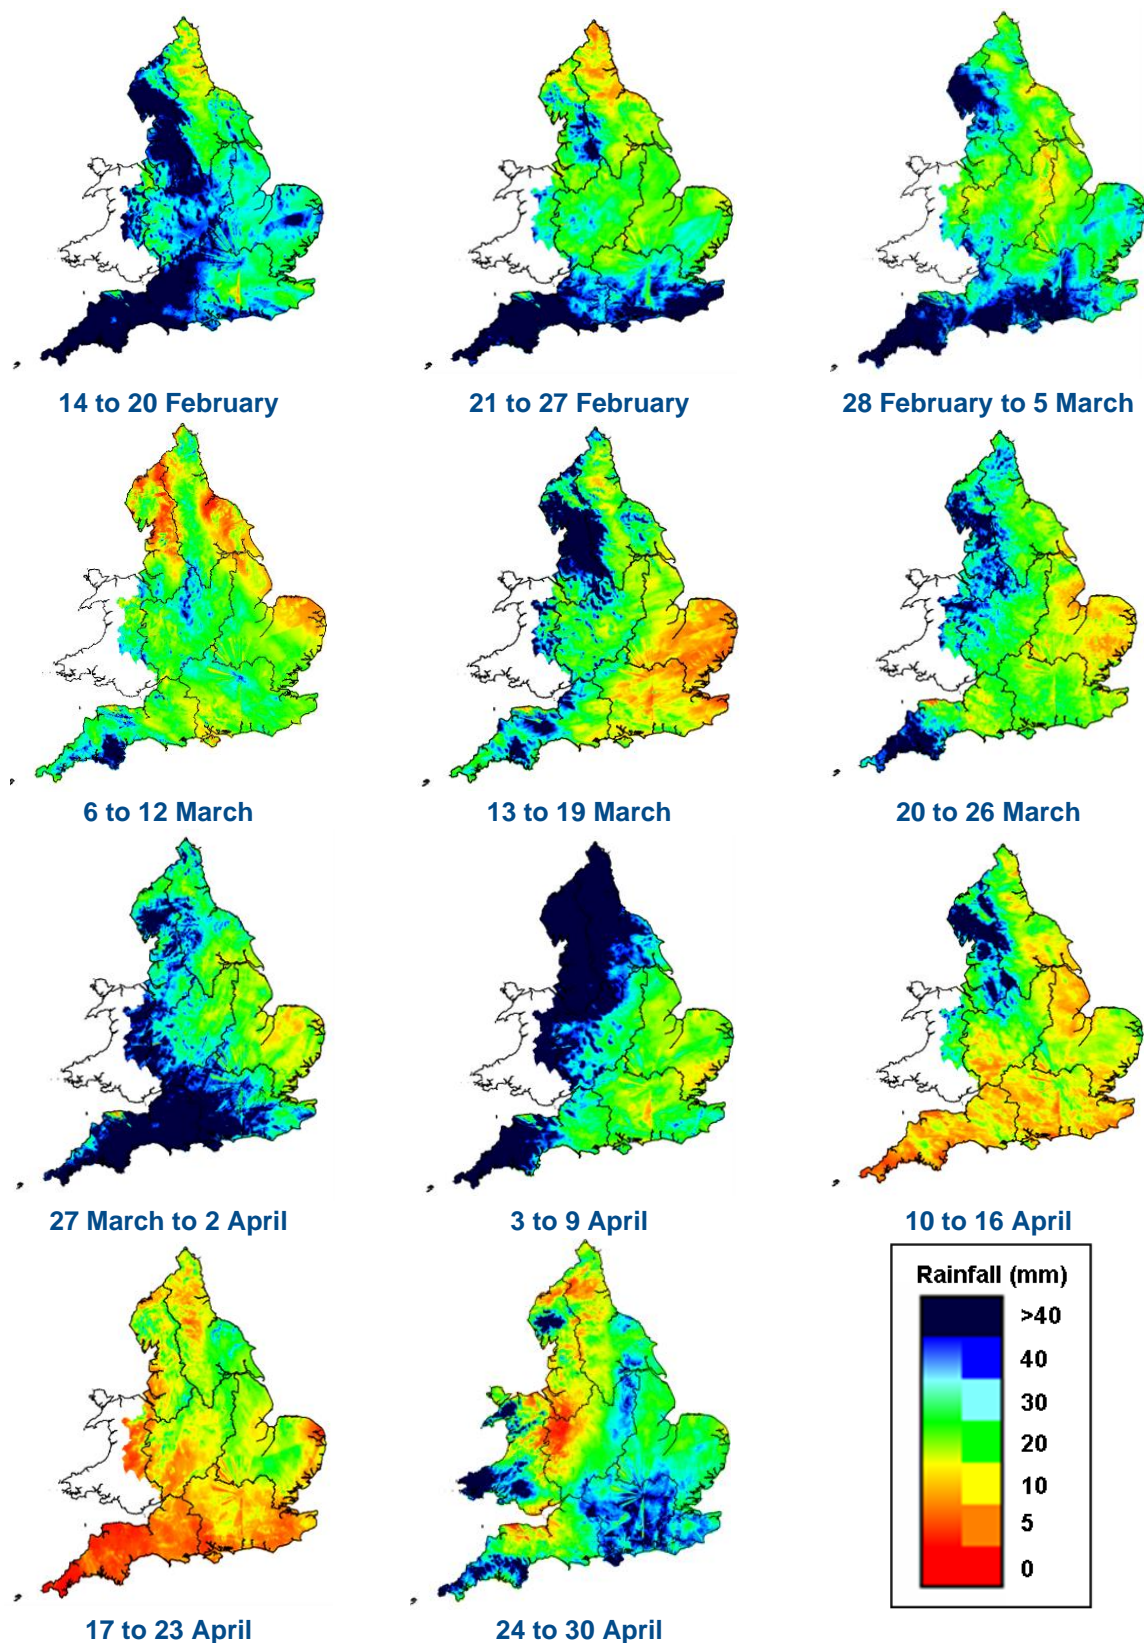 14 to 20 February
21 to 27 February
28 February to 5 March
6 to 12 March
13 to 19 March
20 to 26 March
27 March to 2 April
3 to 9 April
10 to 16 April
Rainfall (mm)
>40
40
30
20
10
5
0
17 to 23 April
24 to 30 April